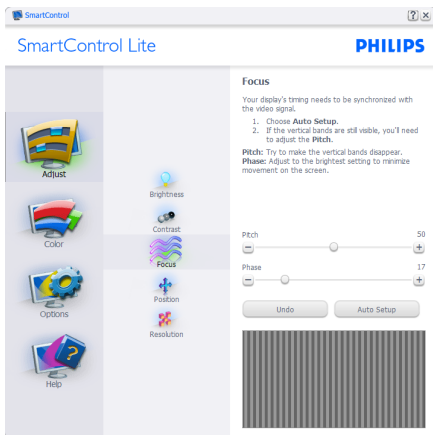 SmartControl
SmartControl Lite
PHILIPS
Adjust
Color
Options
Help
Brightness
Contrast
Focus
Position
Resolution
Focus
Your display's timing needs to be synchronized with
the video signal.
1. Choose Auto Setup.
2. If the vertical bands are still visible, you'll need
to adjust the Pitch.
Pitch: Try to make the vertical bands disappear.
Phase: Adjust to the brightest setting to minimize
movement on the screen.
Pitch 50
Phase 17
Undo Auto Setup